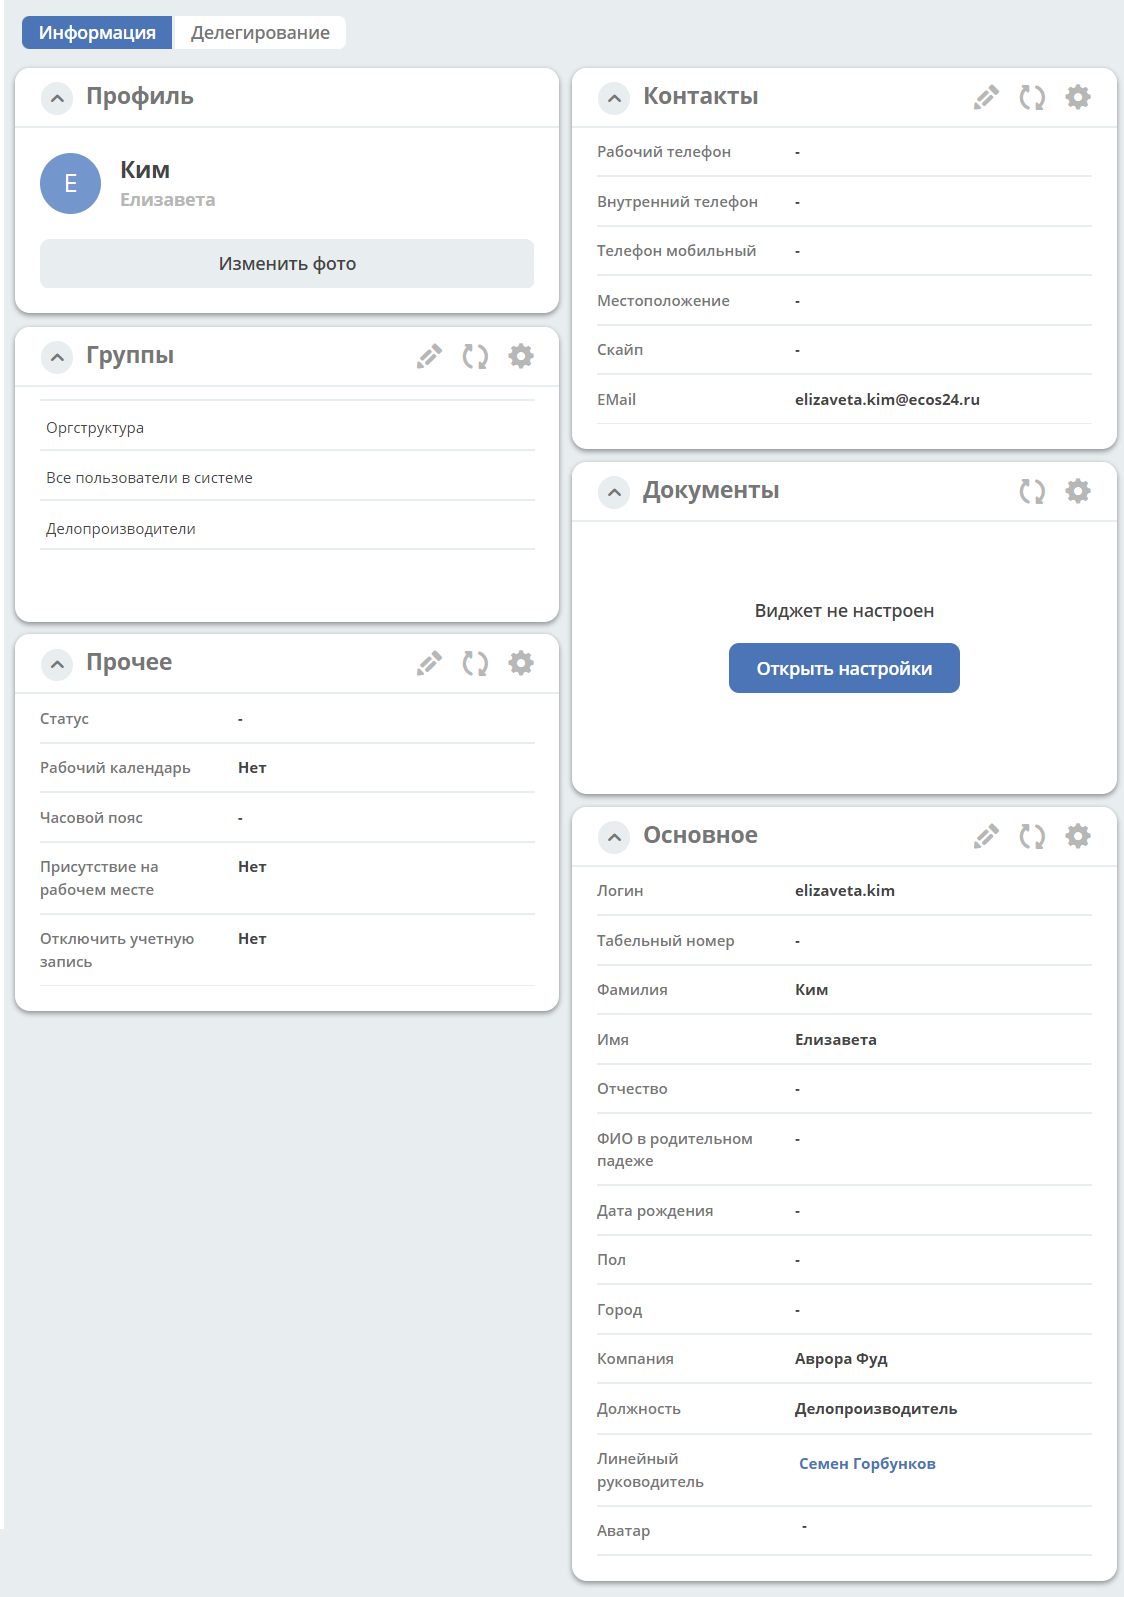 Информация
Делегирование
Профиль
Е
Ким
Елизавета
Изменить фото
Группы
Оргструктура
Все пользователи в системе
Делопроизводители
Прочее
Статус -
Рабочий календарь Нет
Часовой пояс -
Присутствие на Нет
рабочем месте
Отключить учетную Нет
запись
Контакты
Рабочий телефон -
Внутренний телефон -
Телефон мобильный -
Местоположение -
Скайп -
EMail elizaveta.kim@ecos24.ru
Документы
Виджет не настроен
Открыть настройки
Основное
Логин elizaveta.kim
Табельный номер -
Фамилия Ким
Имя Елизавета
Отчество -
ФИО в родительном -
падеже
Дата рождения -
Пол -
Город -
Компания Аврора Фуд
Должность Делопроизводитель
Линейный Семен Горбунков
руководитель
Аватар -